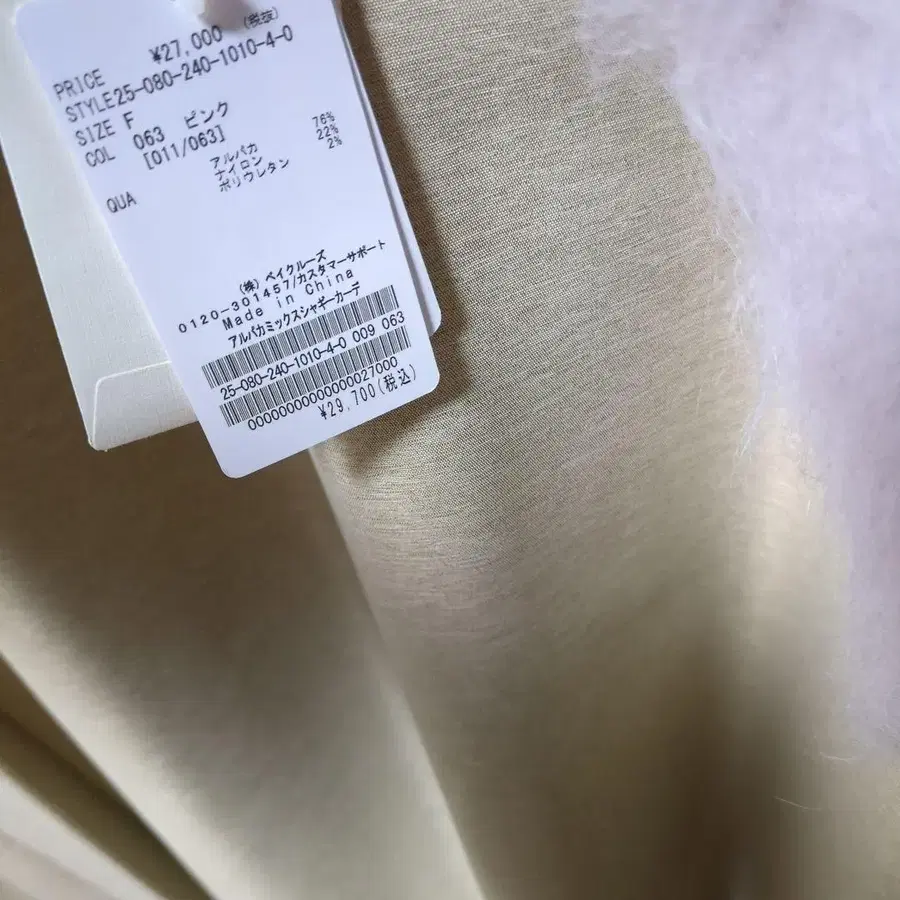 PRICE ¥27,000 (税抜)
STYLE25-080-240-1010-4-0
SIZE F
COL 063 ピンク
[011/063]
QUA アルパカ 76%
ナイロン 22%
ポリウレタン 2%
(株) ベイクルーズ
0120-301457/カスタマーサポート
Made in China
アルパカミックスシャギーカーデ
25-080-240-1010-4-0 009 063
0000000000000000027000
¥29,700(税込)